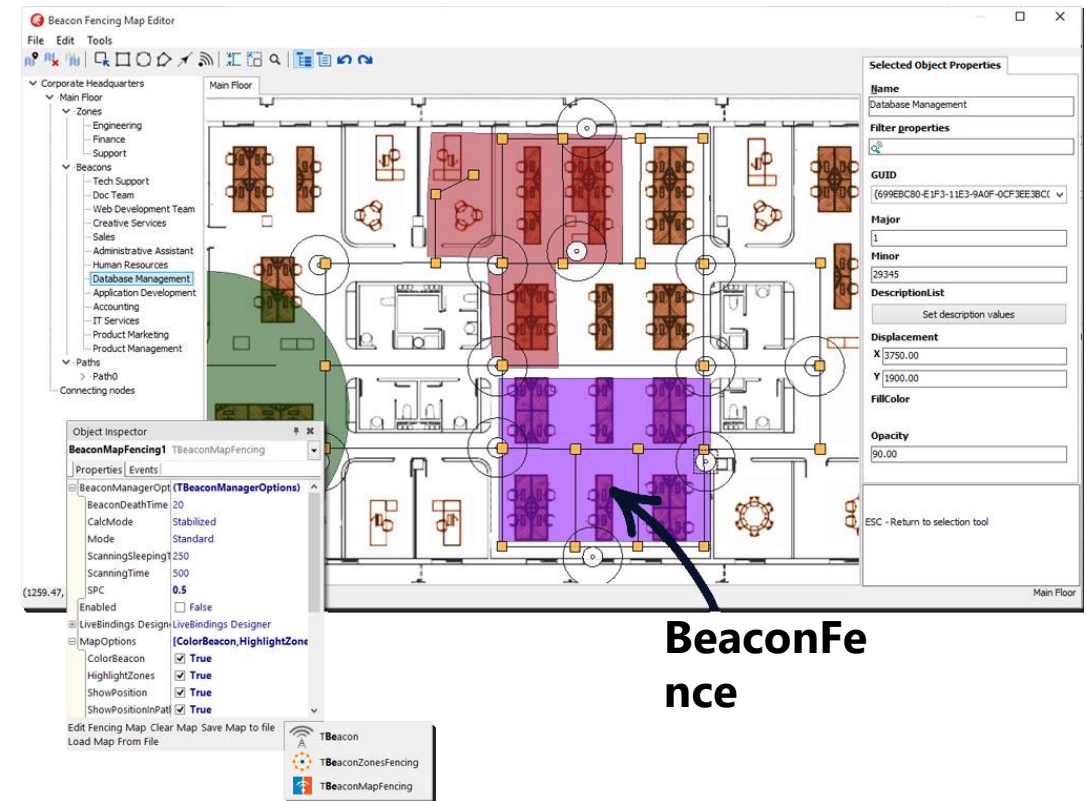 Beacon Fencing Map Editor
File Edit Tools
Corporate Headquarters
Main Floor
Zones
Engineering
Finance
Support
Beacons
Tech Support
Doc Team
Web Development Team
Creative Services
Sales
Administrative Assistant
Human Resources
Database Management
Application Development
Accounting
IT Services
Product Marketing
Product Management
Paths
Path0
Connecting nodes
(1259.47,
Main Floor
Selected Object Properties
Name
Database Management
Filter properties
GUID
{699EBC80-E1F3-11E3-9A0F-0CF3EE3BC(
Major
1
Minor
29345
DescriptionList
Set description values
Displacement
X 3750.00
Y 1900.00
FillColor
Opacity
90.00
ESC - Return to selection tool
Main Floor
Object Inspector
BeaconMapFencing1 TBeaconMapFencing
Properties Events
BeaconManagerOpt (TBeaconManagerOptions)
BeaconDeathTime 20
CalcMode Stabilized
Mode Standard
ScanningSleepingT 250
ScanningTime 500
SPC 0.5
Enabled False
LiveBindings Design LiveBindings Designer
MapOptions [ColorBeacon,HighlightZone
ColorBeacon True
HighlightZones True
ShowPosition True
ShowPositionInPat True
Edit Fencing Map Clear Map Save Map to file
Load Map From File
TBeacon
TBeaconZonesFencing
TBeaconMapFencing
BeaconFe
nce